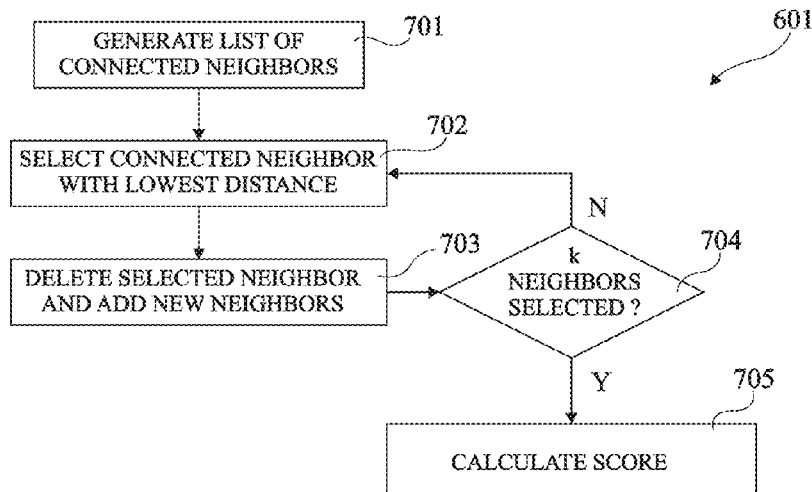 701
601
GENERATE LIST OF
CONNECTED NEIGHBORS
702
SELECT CONNECTED NEIGHBOR
WITH LOWEST DISTANCE
N
703
704
DELETE SELECTED NEIGHBOR
AND ADD NEW NEIGHBORS
k
NEIGHBORS
SELECTED ?
Y
705
CALCULATE SCORE